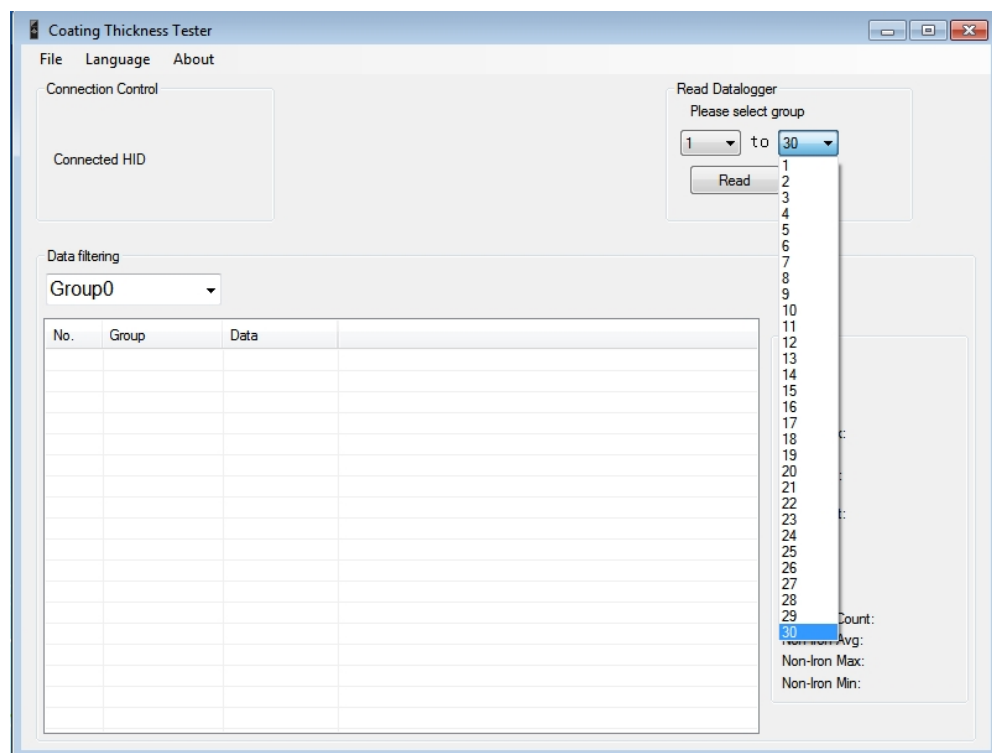 Coating Thickness Tester
File Language About
Connection Control
Connected HID
Read Datalogger
Please select group
1 to 30
Read
1
2
3
4
5
6
7
8
9
10
11
12
13
14
15
16
17
18
19
20
21
22
23
24
25
26
27
28
29
30
Data filtering
Group0
No. Group Data
Count:
Avg:
Non-Iron Max:
Non-Iron Min: